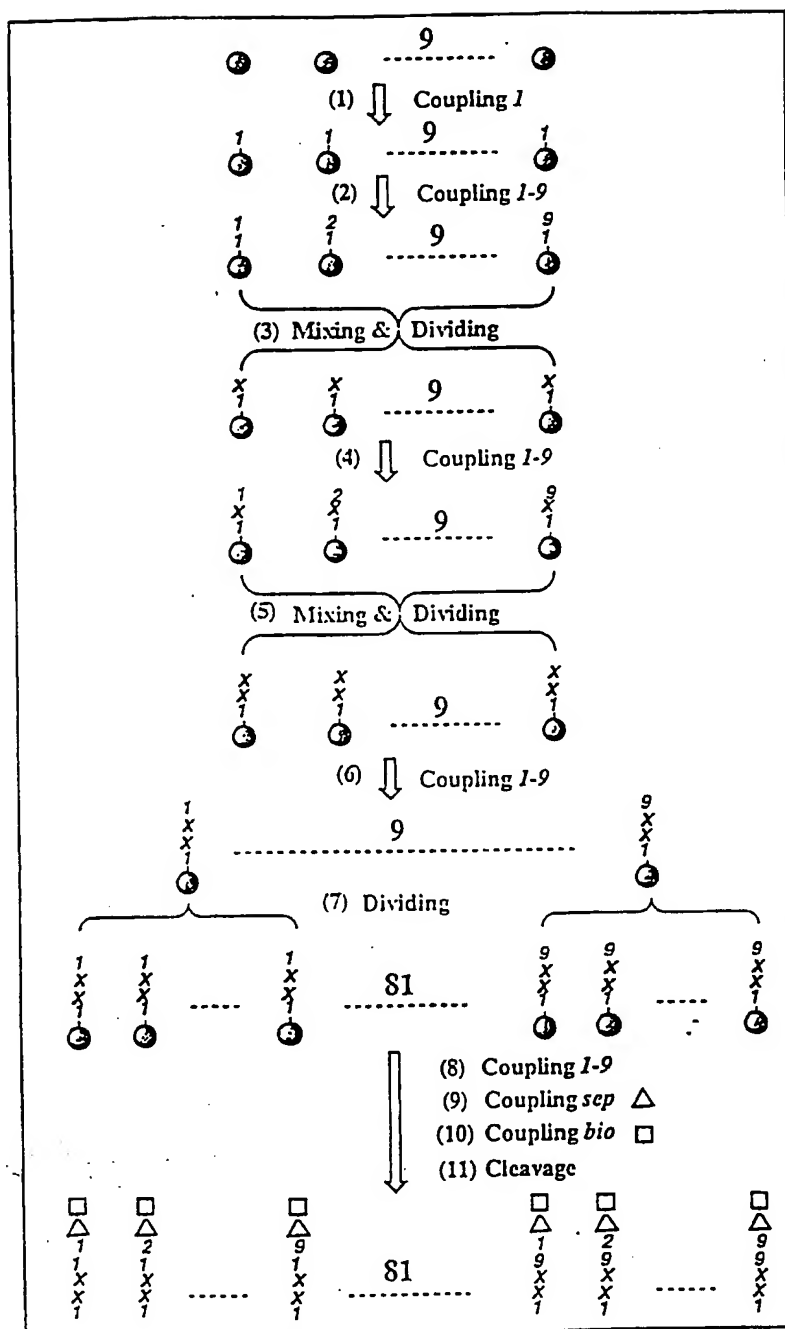 9
(1) Coupling 1
1 1 9 1
(2) Coupling 1-9
1 2 9
1 1 9 1
(3) Mixing & Dividing
X X 9 X
1 1 1
(4) Coupling 1-9
1 2 9
X X 9 X
1 1 1
(5) Mixing & Dividing
X X X
X X 9 X
1 1 1
(6) Coupling 1-9
1 9
X 9 X
X X
1 1
(7) Dividing
1 1 1 9 9 9
X X X X X X
X X X 81 X X X
1 1 1 1 1 1
(8) Coupling 1-9
(9) Coupling sep
(10) Coupling bio
(11) Cleavage
1 2 9 1 2 9
1 1 1 9 9 9
X X X 81 X X X
X X X X X X
1 1 1 1 1 1